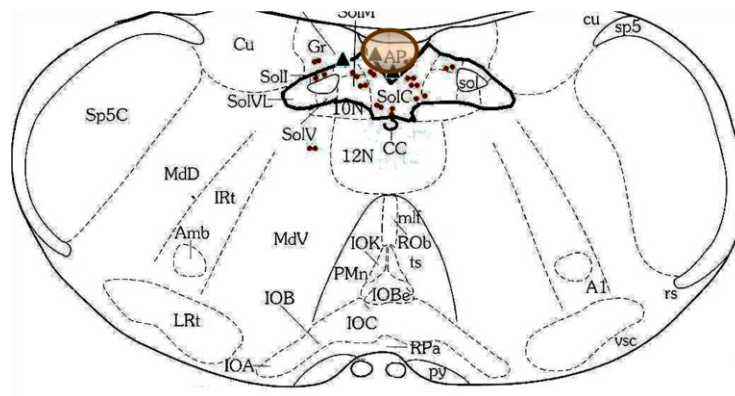 SolM
cu
sp5
Cu
Gr
AP
SolI
sol
SolVL
SolC
10N
Sp5C
SolV
CC
12N
MdD
IRt
mlf
Amb
MdV
IOK
ROb
PMn
ts
A1
IOB
IOBe
rs
LRt
IOC
vsc
RPa
IOA
py